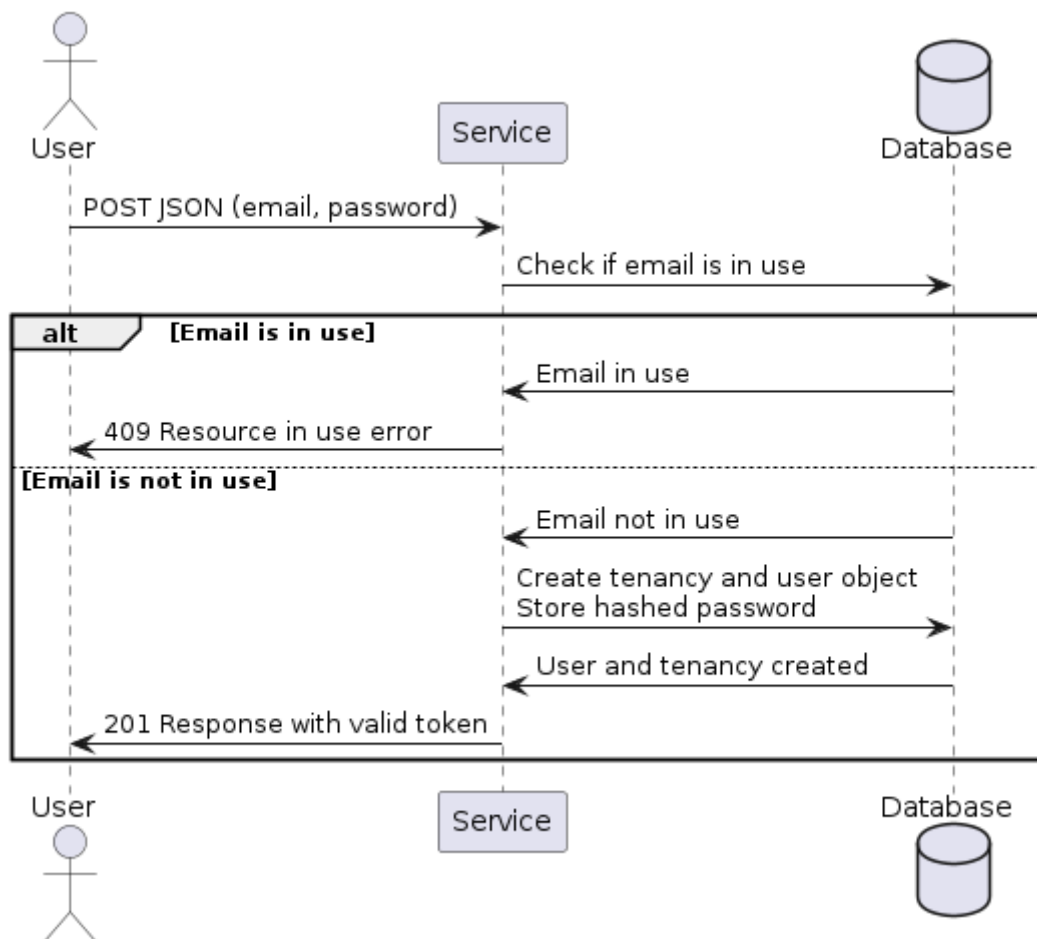 User
Service
Database
POST JSON (email, password)
Check if email is in use
alt
[Email is in use]
Email in use
409 Resource in use error
[Email is not in use]
Email not in use
Create tenancy and user object
Store hashed password
User and tenancy created
201 Response with valid token
User
Service
Database